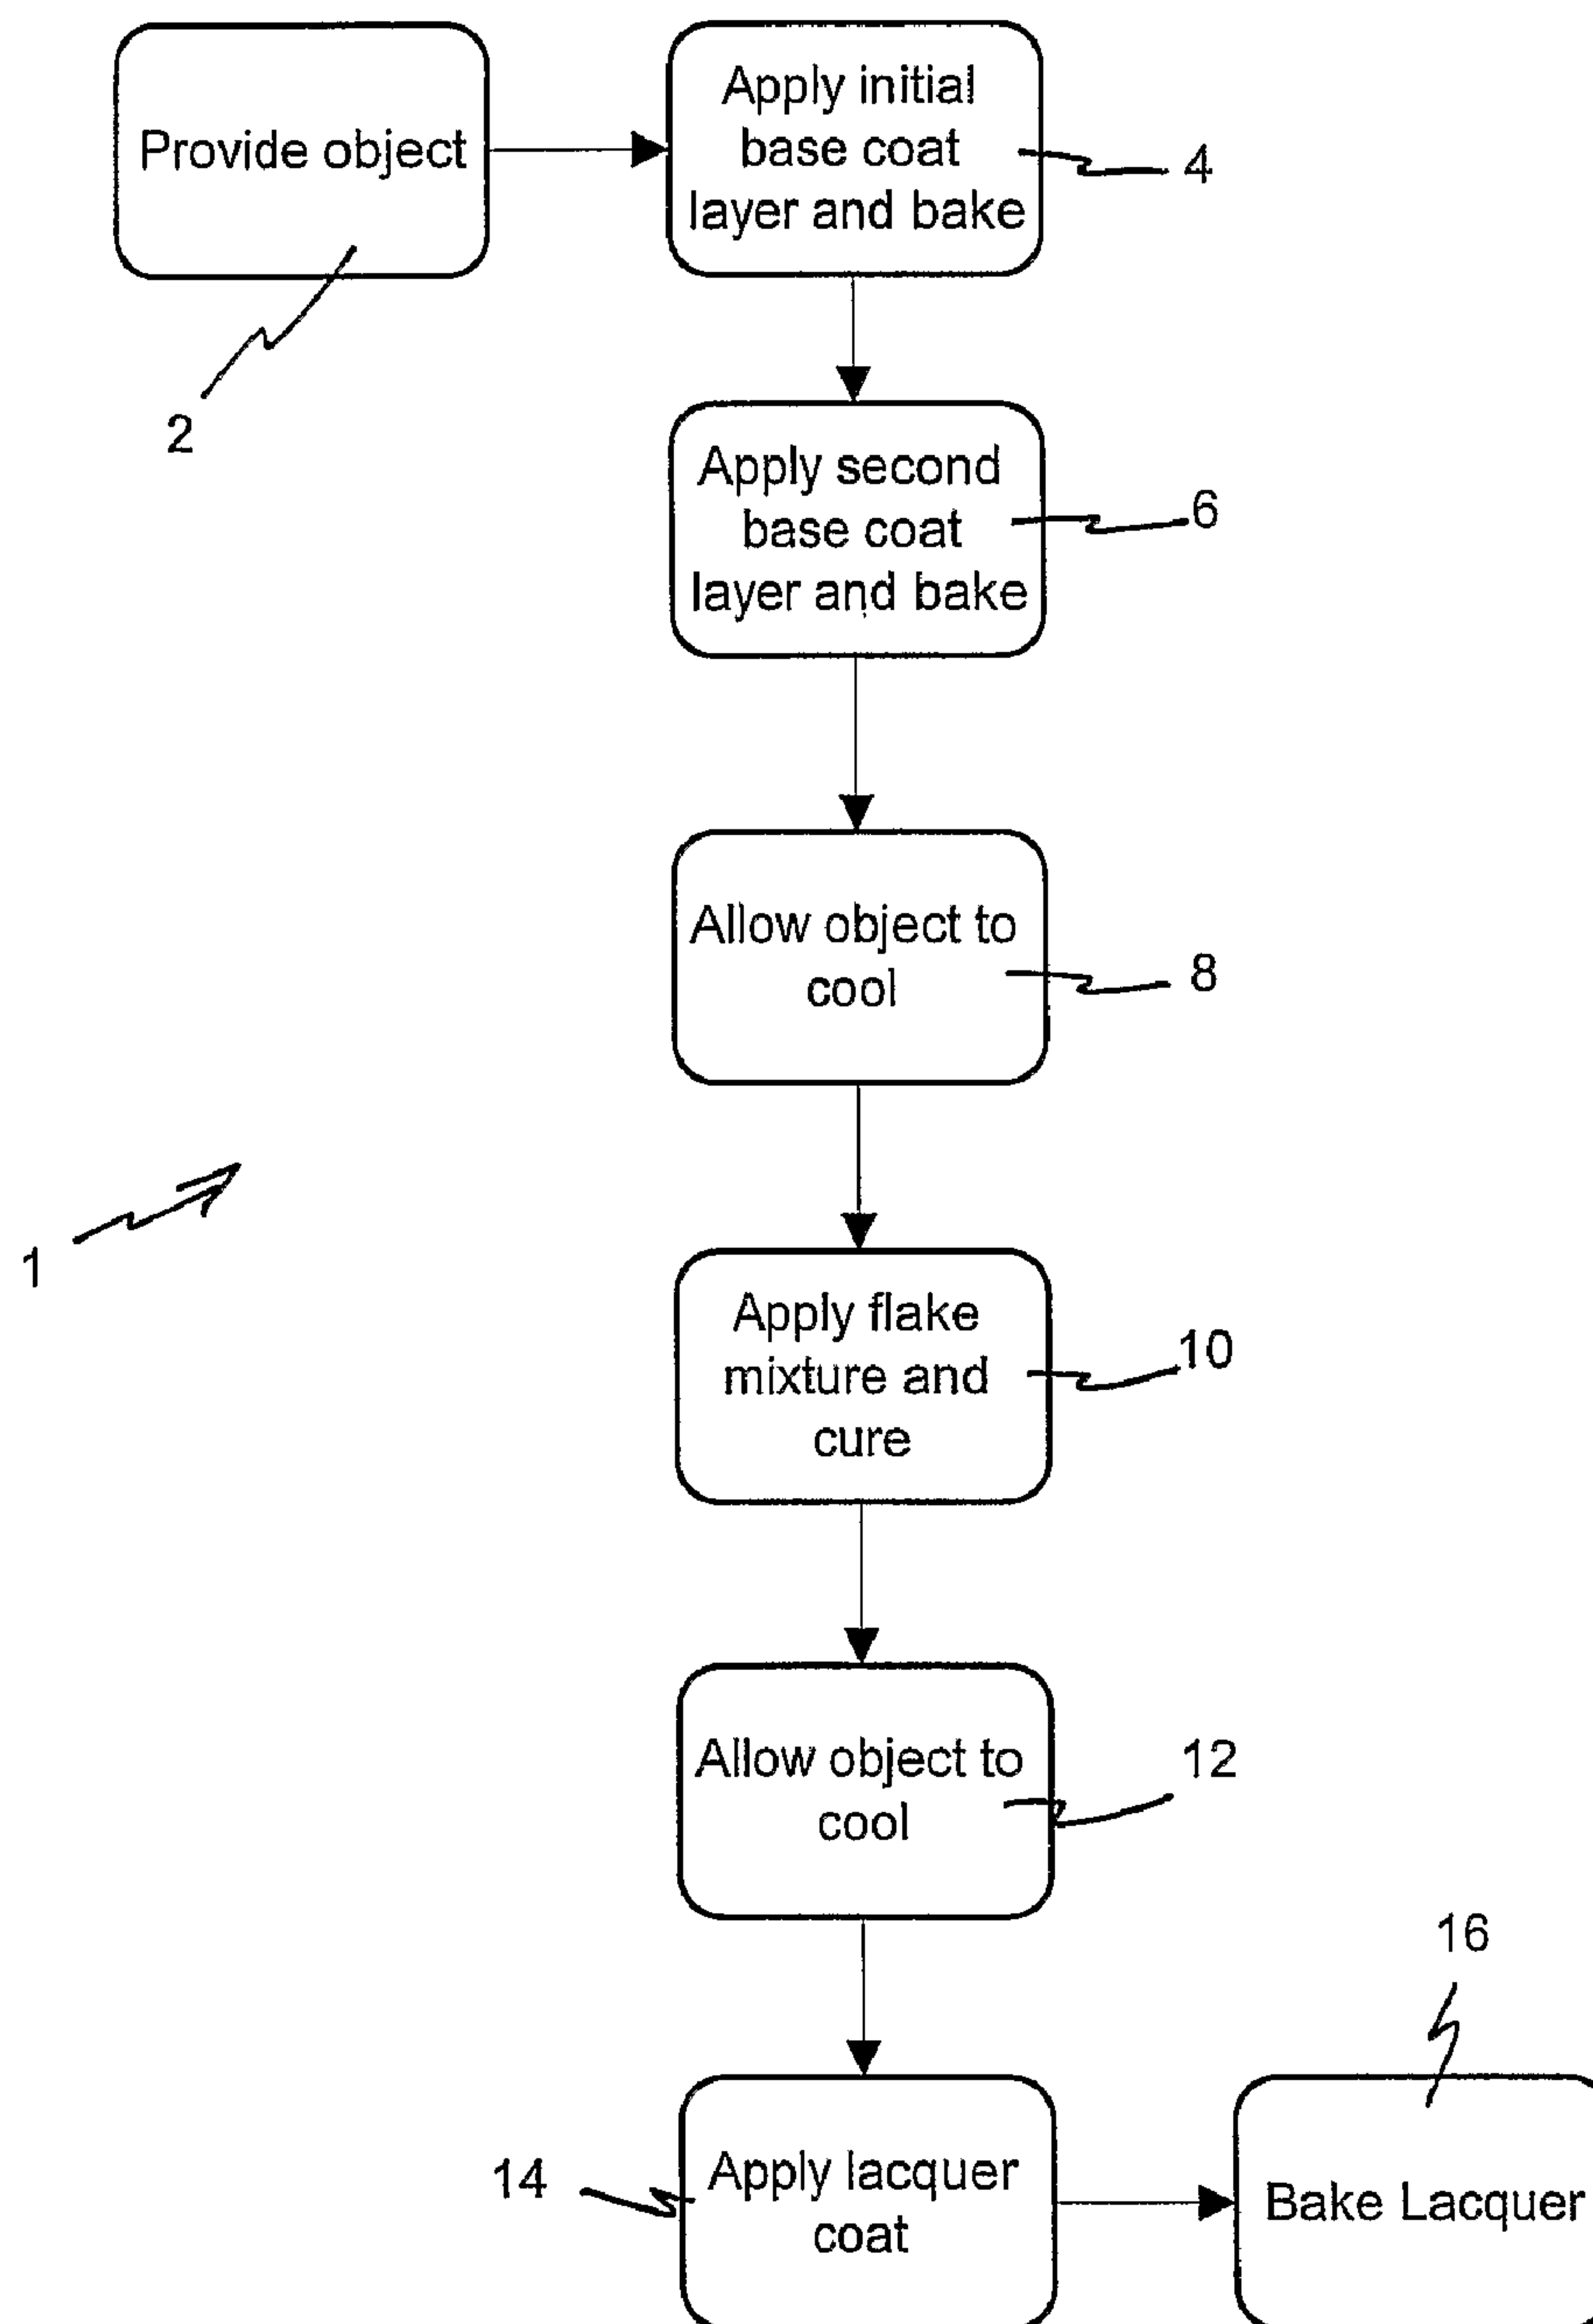 Provide object
2
Apply initial
base coat
layer and bake
4
Apply second
base coat
layer and bake
6
Allow object to
cool
8
1
Apply flake
mixture and
cure
10
Allow object to
cool
12
Apply lacquer
coat
14
Bake Lacquer
16